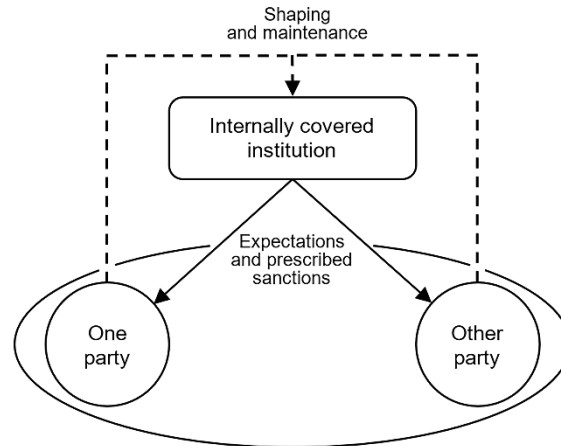 Shaping
and maintenance
Internally covered
institution
Expectations
and prescribed
sanctions
One
party
Other
party